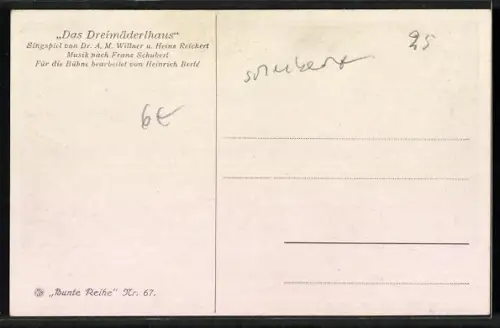 „Das Dreimäderlhaus“
Singspiel von Dr. A. M. Willner u. Heinz Reichert
Musik nach Franz Schubert
Für die Bühne bearbeitet von Heinrich Berté
25
6€
„Bunte Reihe“ Nr. 67.